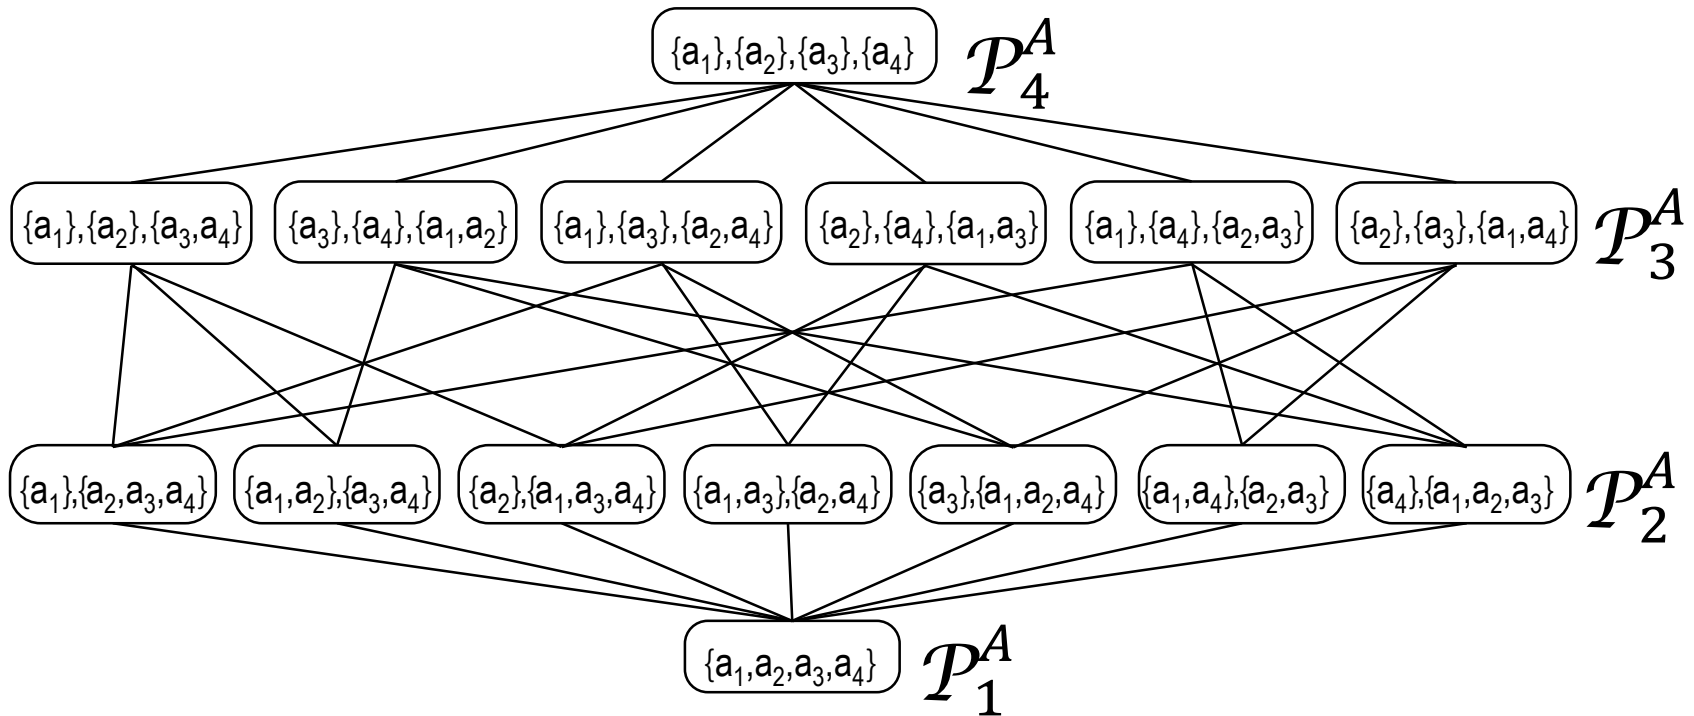 {a₁},{a₂},{a₃},{a₄} 𝒫₄ᴬ
{a₁},{a₂},{a₃,a₄} {a₃},{a₄},{a₁,a₂} {a₁},{a₃},{a₂,a₄} {a₂},{a₄},{a₁,a₃} {a₁},{a₄},{a₂,a₃} {a₂},{a₃},{a₁,a₄} 𝒫₃ᴬ
{a₁},{a₂,a₃,a₄} {a₁,a₂},{a₃,a₄} {a₂},{a₁,a₃,a₄} {a₁,a₃},{a₂,a₄} {a₃},{a₁,a₂,a₄} {a₁,a₄},{a₂,a₃} {a₄},{a₁,a₂,a₃} 𝒫₂ᴬ
{a₁,a₂,a₃,a₄} 𝒫₁ᴬ